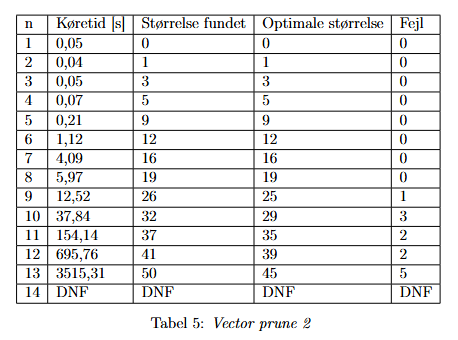 n Køretid [s] Størrelse fundet Optimale størrelse Fejl
1 0,05 0 0 0
2 0,04 1 1 0
3 0,05 3 3 0
4 0,07 5 5 0
5 0,21 9 9 0
6 1,12 12 12 0
7 4,09 16 16 0
8 5,97 19 19 0
9 12,52 26 25 1
10 37,84 32 29 3
11 154,14 37 35 2
12 695,76 41 39 2
13 3515,31 50 45 5
14 DNF DNF DNF DNF
Tabel 5: Vector prune 2